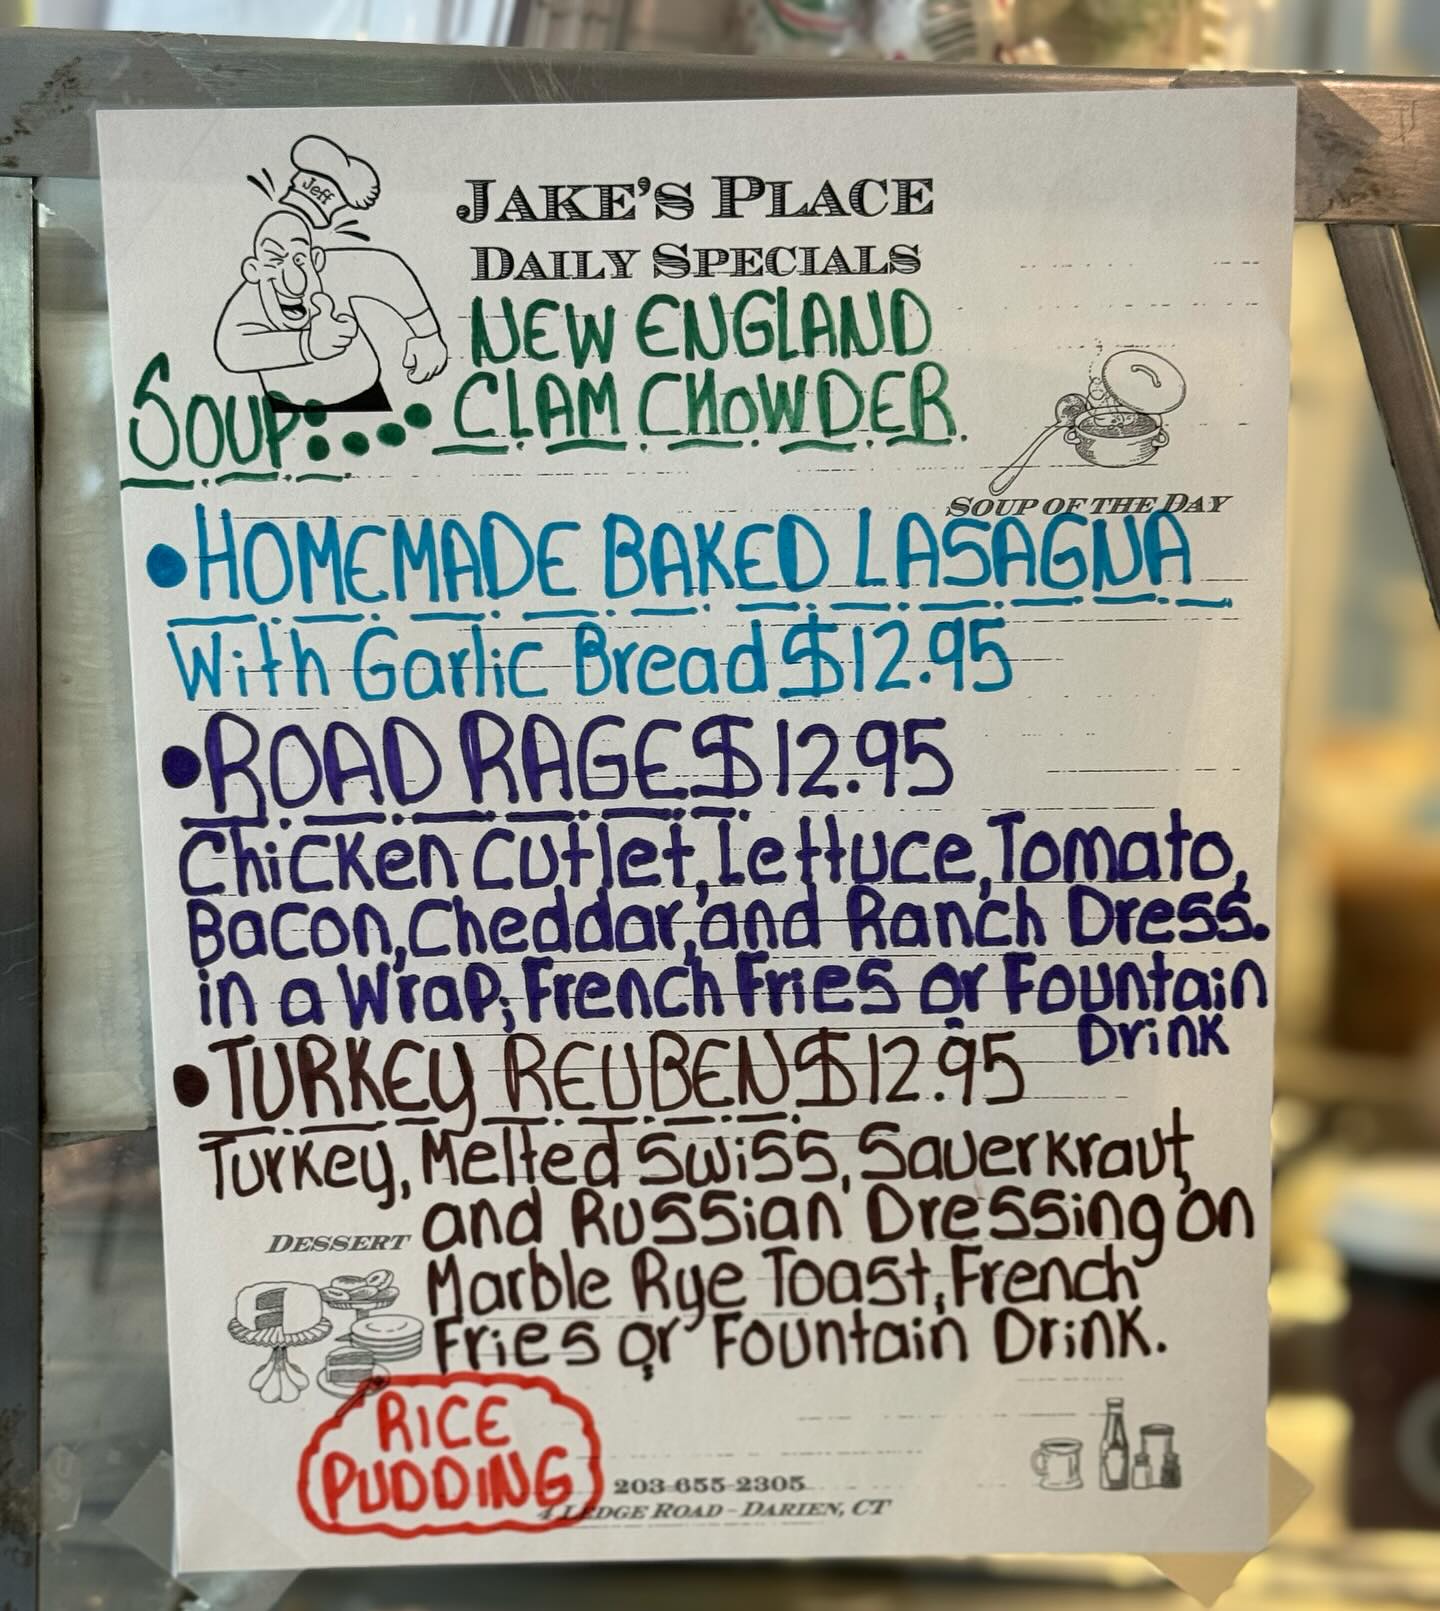 Jeff
JAKE'S PLACE
DAILY SPECIALS
NEW ENGLAND
SOUP:... CLAM CHOWDER.
SOUP OF THE DAY
•HOMEMADE BAKED LASAGNA
With Garlic Bread $12.95
•ROAD RAGE $12.95
Chicken Cutlet, Lettuce, Tomato,
Bacon, Cheddar, and Ranch Dress.
in a Wrap; French Fries or Fountain
Drink
•TURKEY REUBEN $12.95
Turkey, Melted Swiss, Sauerkraut,
and Russian Dressing on
DESSERT
Marble Rye Toast, French
Fries or Fountain Drink.
RICE
PUDDING
203-655-2305
4 LEDGE ROAD - DARIEN, CT